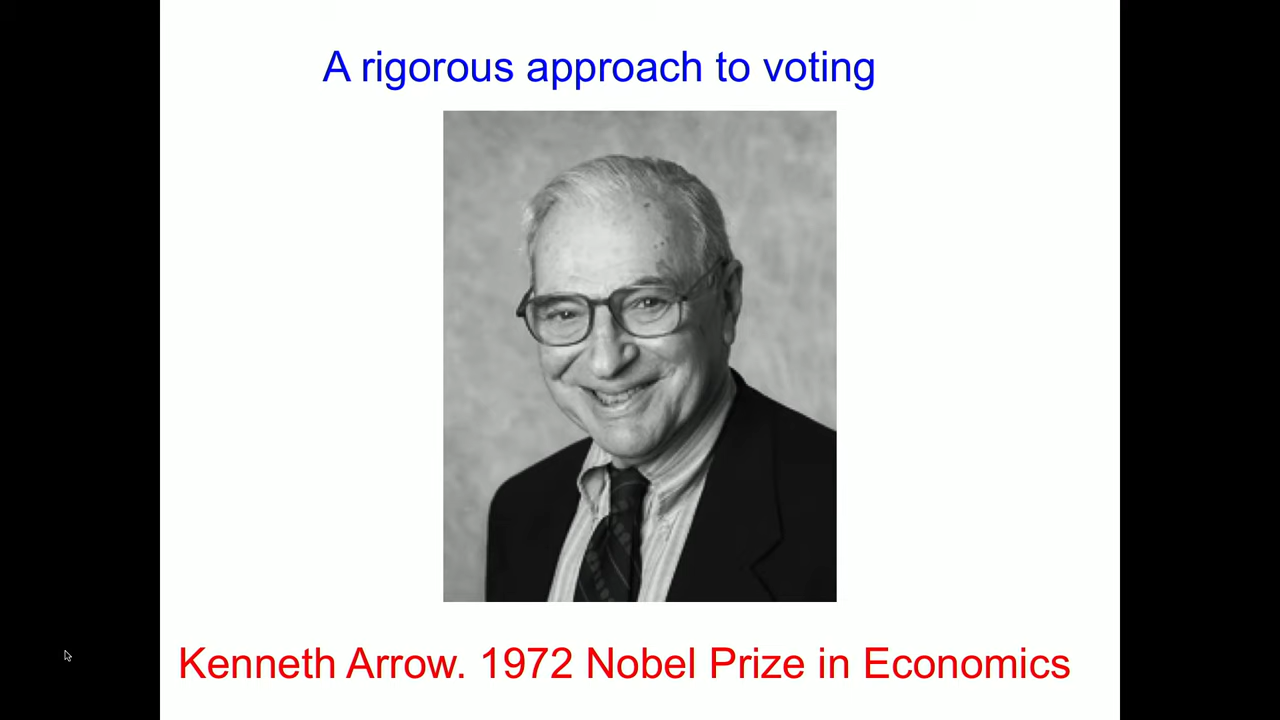 A rigorous approach to voting
Kenneth Arrow. 1972 Nobel Prize in Economics